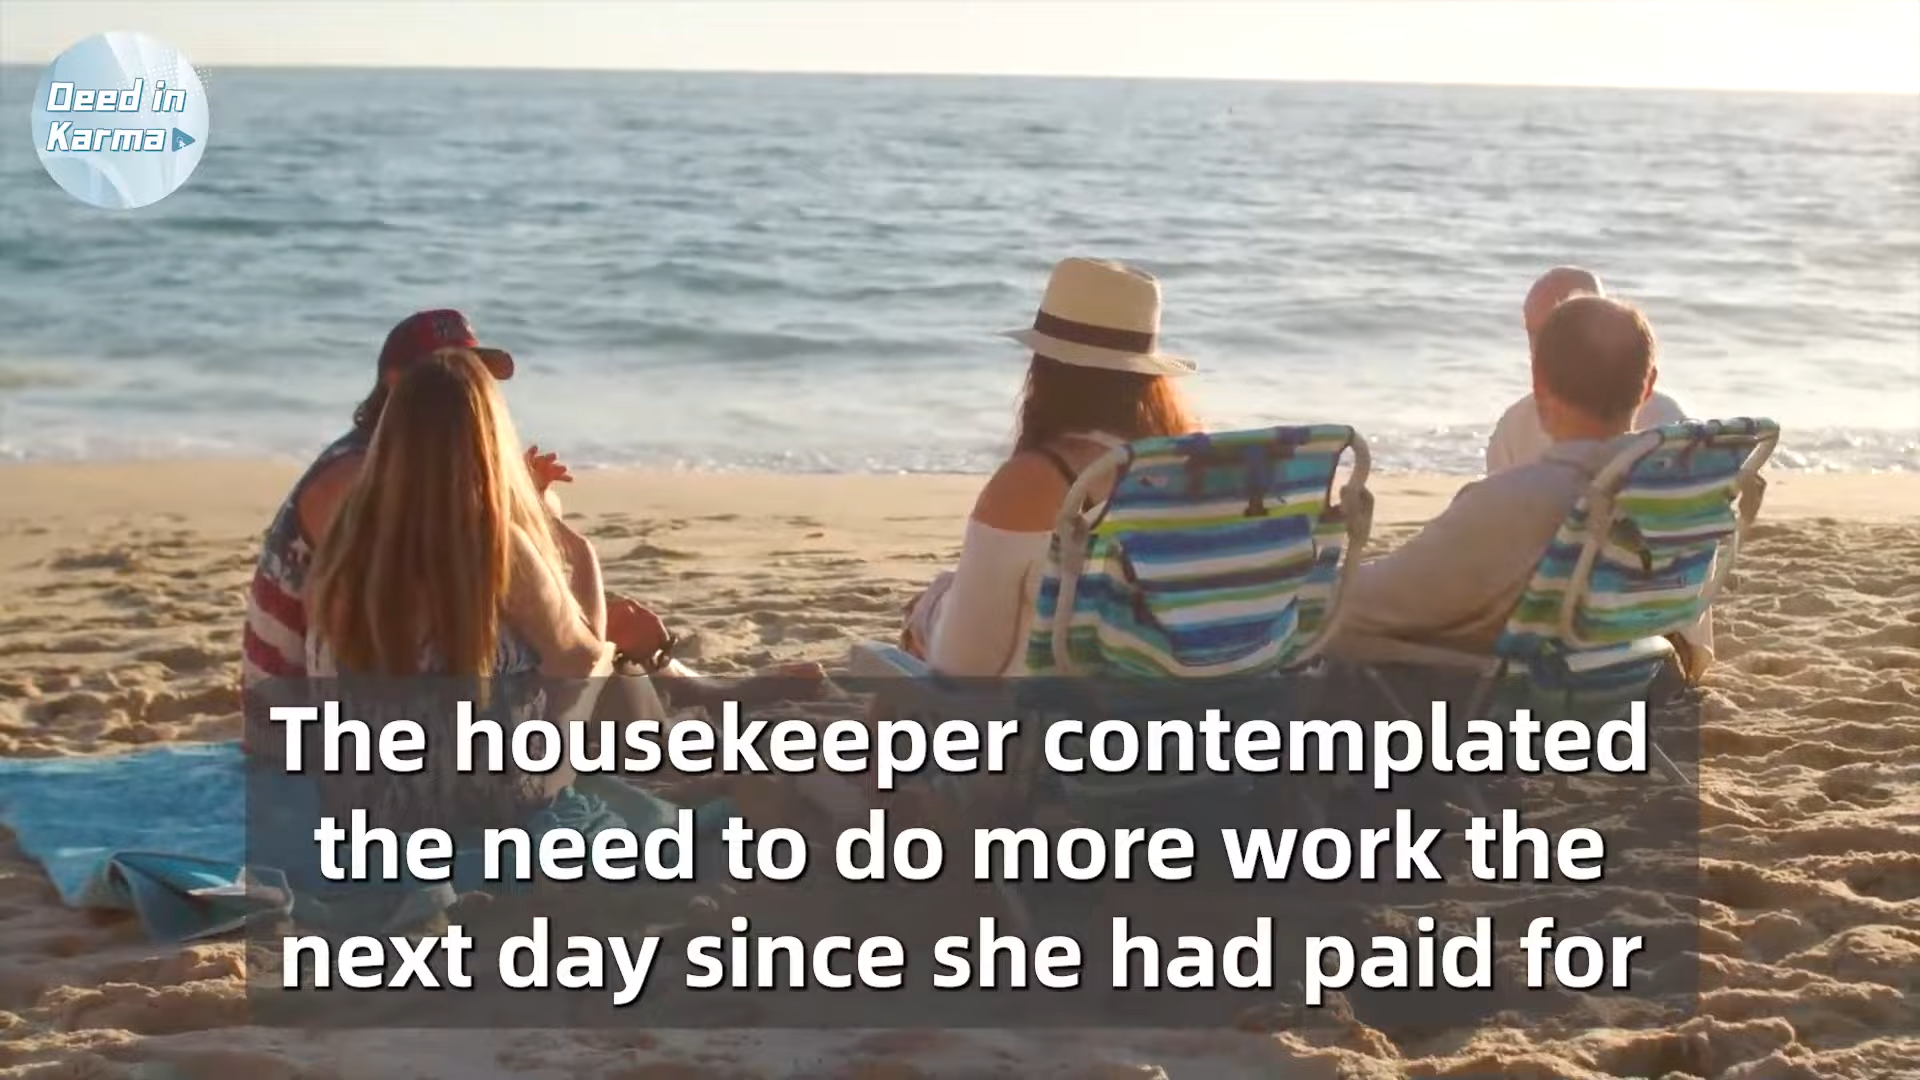 Deed in
Karma
The housekeeper contemplated
the need to do more work the
next day since she had paid for